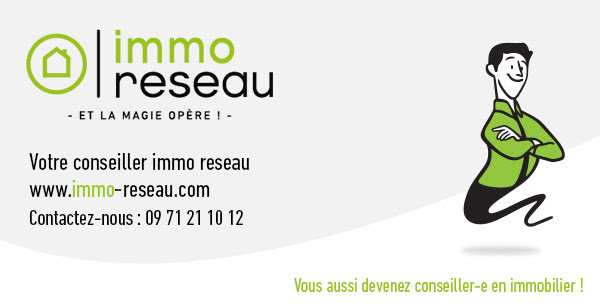 immo
reseau
- ET LA MAGIE OPÈRE ! -
Votre conseiller immo reseau
www.immo-reseau.com
Contactez-nous : 09 71 21 10 12
Vous aussi devenez conseiller-e en immobilier !